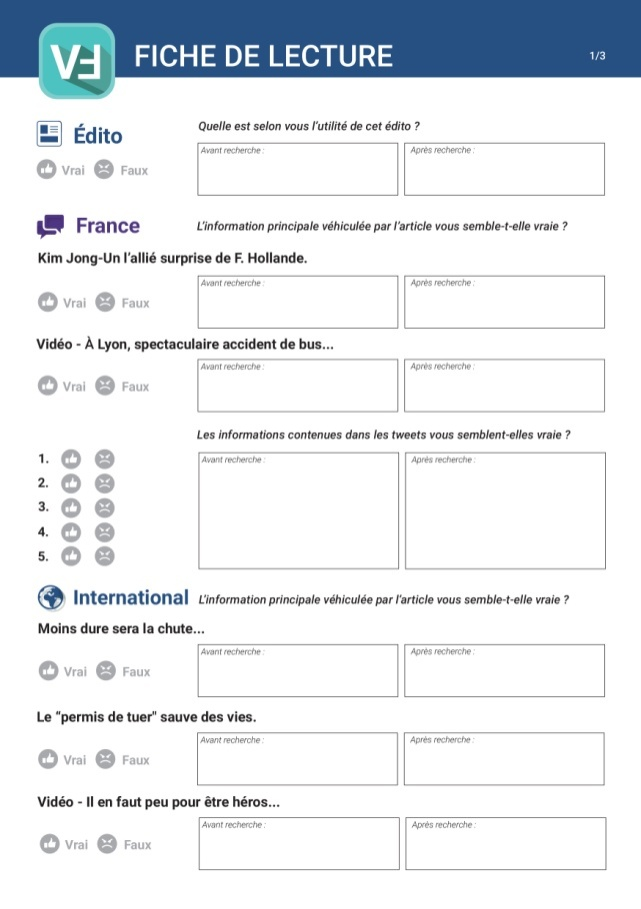 VF
FICHE DE LECTURE
1/3
Édito
Quelle est selon vous l'utilité de cet édito ?
Vrai Faux
Avant recherche :
Après recherche :
France
L'information principale véhiculée par l'article vous semble-t-elle vraie ?
Kim Jong-Un l'allié surprise de F. Hollande.
Vrai Faux
Avant recherche :
Après recherche :
Vidéo - À Lyon, spectaculaire accident de bus...
Vrai Faux
Avant recherche :
Après recherche :
Les informations contenues dans les tweets vous semblent-elles vraie ?
1.
2.
3.
4.
5.
Avant recherche :
Après recherche :
International
L'information principale véhiculée par l'article vous semble-t-elle vraie ?
Moins dure sera la chute...
Vrai Faux
Avant recherche :
Après recherche :
Le “permis de tuer" sauve des vies.
Vrai Faux
Avant recherche :
Après recherche :
Vidéo - Il en faut peu pour être héros...
Vrai Faux
Avant recherche :
Après recherche :